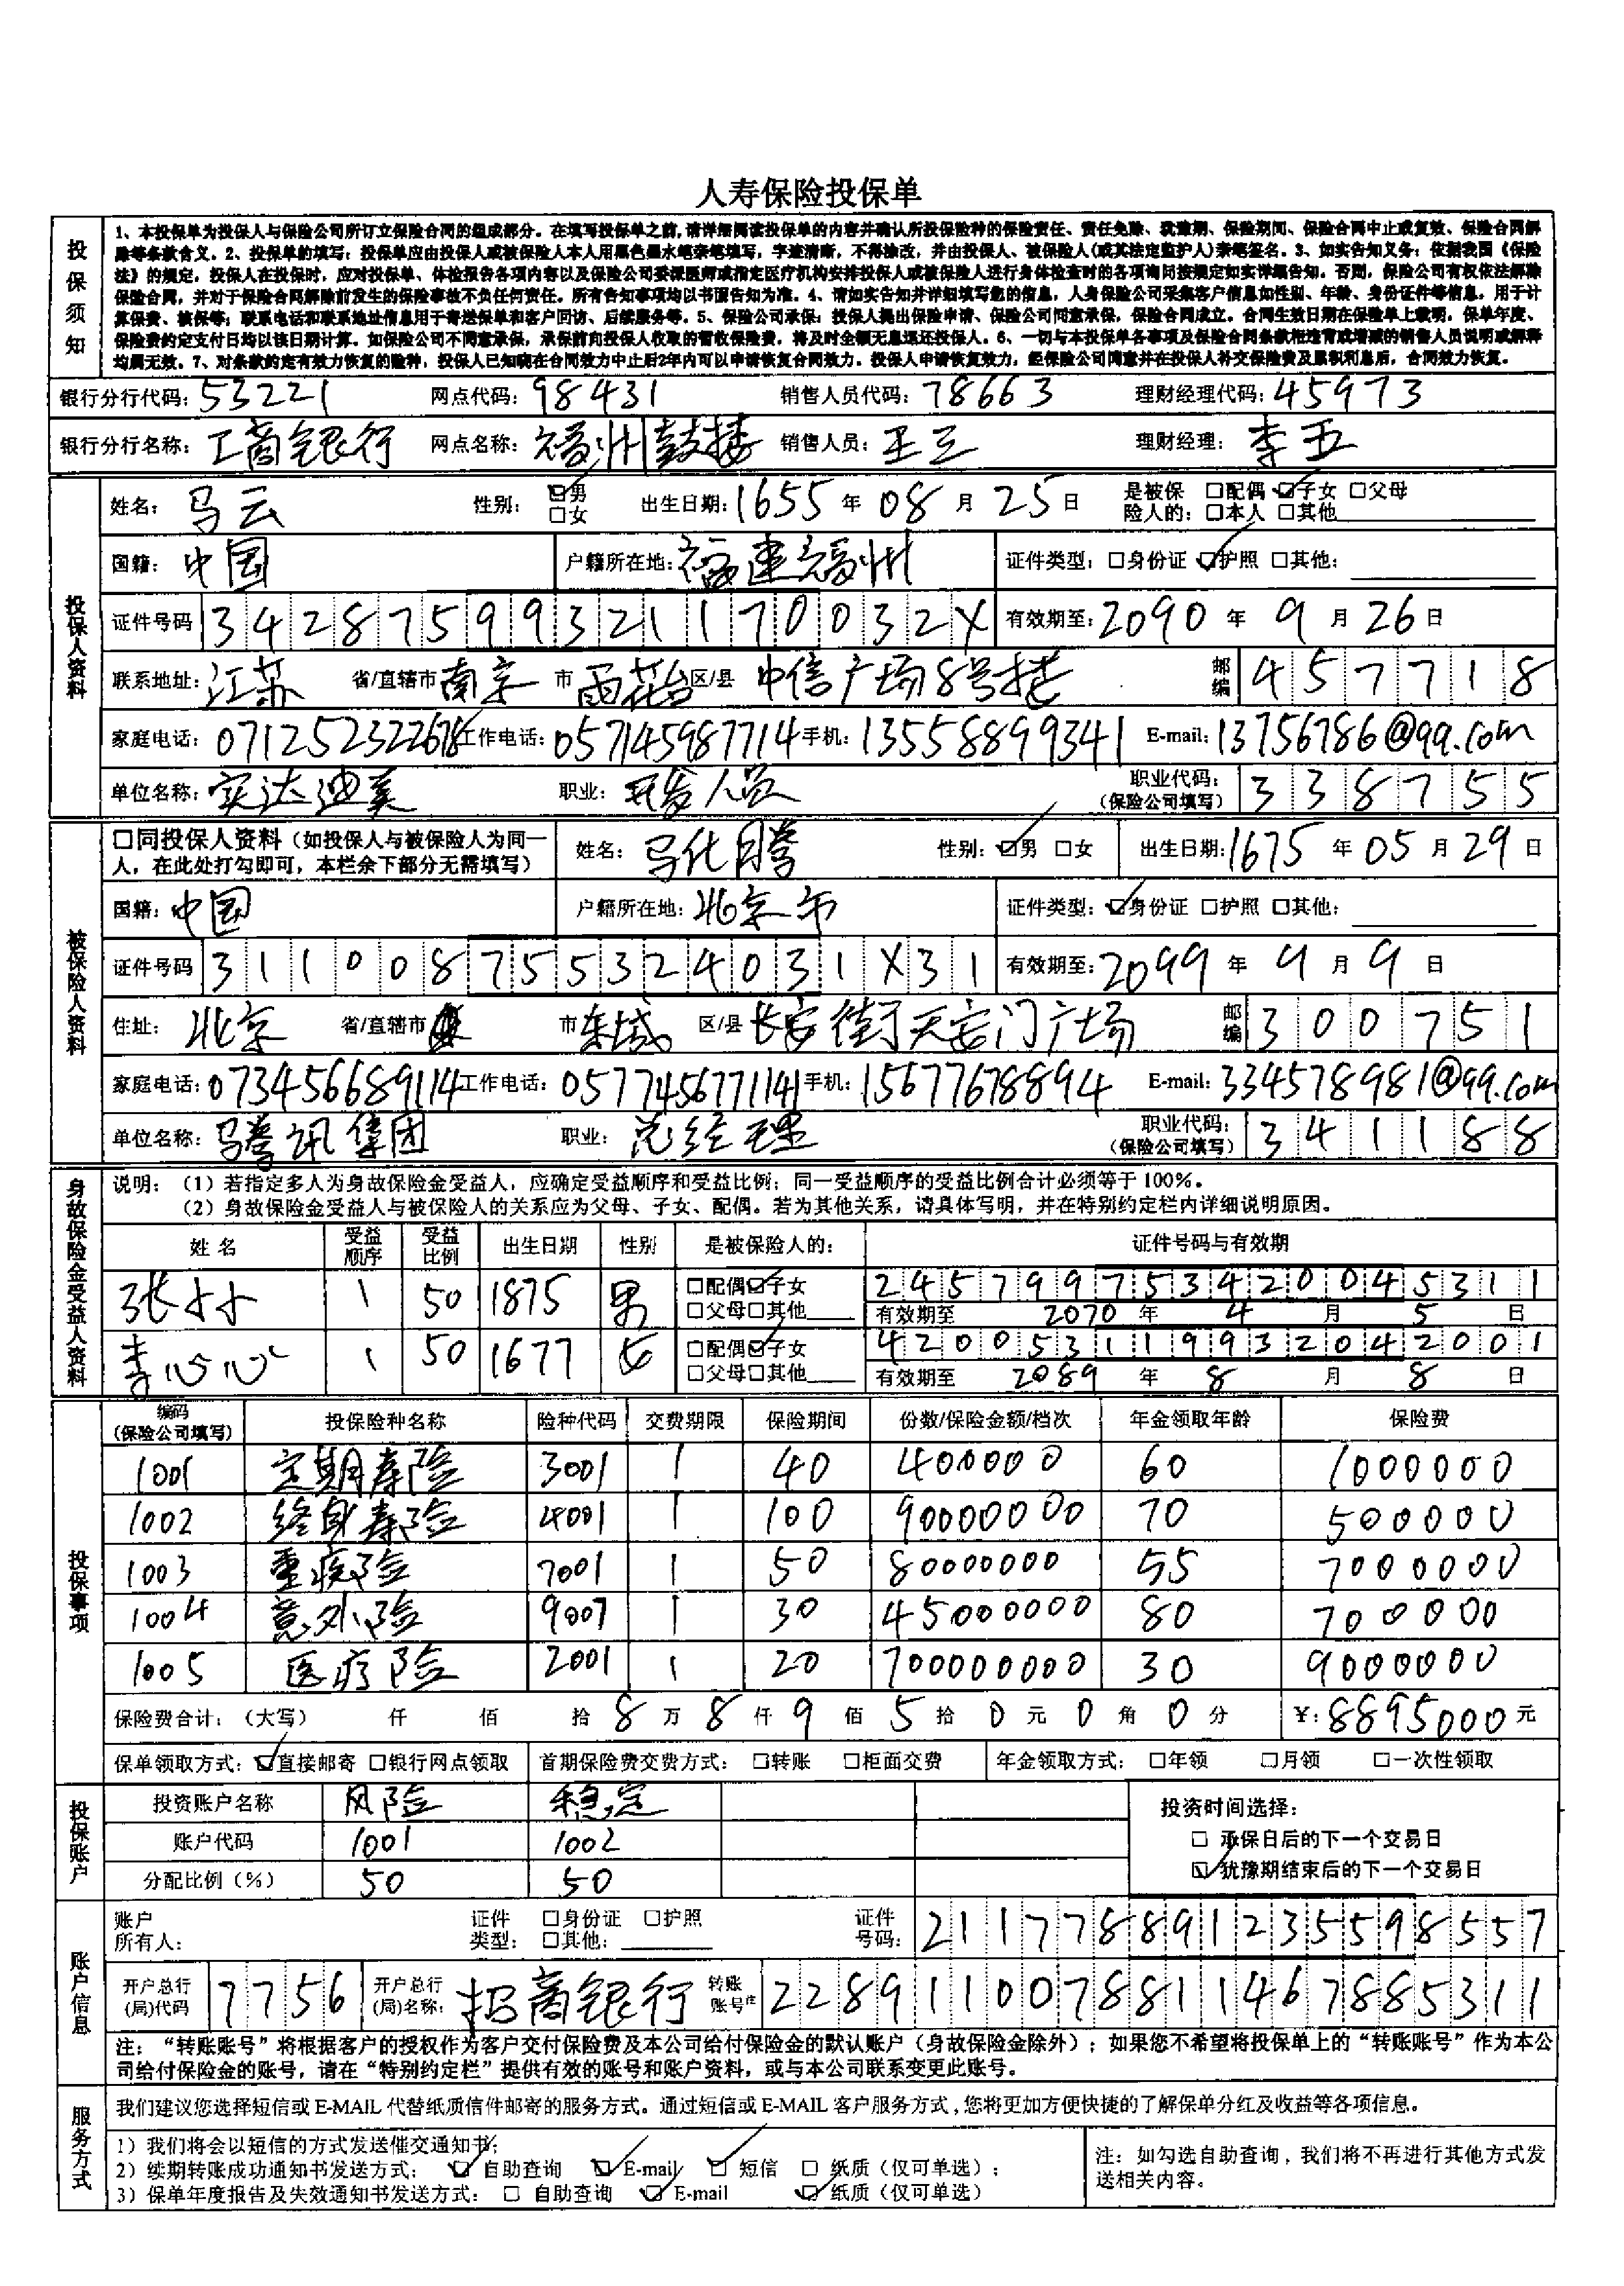 人寿保险投保单
投保须知
1、本投保单为投保人与保险公司所订立保险合同的组成部分。在填写投保单之前,请详细阅读投保单的内容并确认所投保险种的保险责任、责任免除、犹豫期、保险期间、保险合同中止或复效、保险合同解
除等条款含义。2、投保单的填写:投保单应由投保人或被保险人本人用黑色墨水笔亲笔填写,字迹清晰,不得涂改,并由投保人、被保险人(或其法定监护人)亲笔签名。3、如实告知义务:依据我国《保险
法》的规定,投保人在投保时,应对投保单、体检报告各项内容以及保险公司委派医师或指定医疗机构安排投保人或被保险人进行身体检查时的各项询问按规定如实详细告知。否则,保险公司有权依法解除
保险合同,并对于保险合同解除前发生的保险事故不负任何责任。所有告知事项均以书面告知为准。4、请如实告知并详细填写您的信息,人身保险公司采集客户信息如性别、年龄、身份证件等信息,用于计
算保费、核保等;联系电话和联系地址信息用于寄送保单和客户回访、后续服务等。5、保险公司承保:投保人提出保险申请、保险公司同意承保,保险合同成立。合同生效日期在保险单上载明。保单年度、
保险费约定支付日均以该日期计算。如保险公司不同意承保,承保前向投保人收取的暂收保险费,将及时全额无息退还投保人。6、一切与本投保单各事项及保险合同条款相违背或增减的销售人员说明或解释
均属无效。7、对条款约定有效力恢复的险种,投保人已知晓在合同效力中止后2年内可以申请恢复合同效力。投保人申请恢复效力,经保险公司同意并在投保人补交保险费及累积利息后,合同效力恢复。
银行分行代码:53221 网点代码:98431 销售人员代码:78663 理财经理代码:45973
银行分行名称:工商银行 网点名称:福州鼓楼 销售人员:王三 理财经理:李五
投保人资料
姓名:马云 性别:☑男 □女 出生日期:1655年08月25日 是被保险人的:□配偶 ☑子女 □父母 □本人 □其他
国籍:中国 户籍所在地:福建福州 证件类型:□身份证 ☑护照 □其他:
证件号码 34287599321170032X 有效期至:2090年9月26日
联系地址:江苏 省/直辖市 南京 市 雨花台 区/县 中信广场8号楼 邮编 457718
家庭电话:071252322678 工作电话:057145987714 手机:13558899341 E-mail:13756786@qq.com
单位名称:实达迪美 职业:开发人员 职业代码:(保险公司填写) 338755
被保险人资料
□同投保人资料(如投保人与被保险人为同一人,在此处打勾即可,本栏余下部分无需填写) 姓名:马化腾 性别:☑男 □女 出生日期:1675年05月29日
国籍:中国 户籍所在地:北京市 证件类型:☑身份证 □护照 □其他:
证件号码 311008755324031X31 有效期至:2099年9月9日
住址:北京 省/直辖市 市 东城 区/县 长安街天安门广场 邮编 300751
家庭电话:073456689114 工作电话:0577456771141 手机:15677678894 E-mail:334578981@qq.com
单位名称:马腾讯集团 职业:总经理 职业代码:(保险公司填写) 341188
身故保险金受益人资料
说明:(1)若指定多人为身故保险金受益人,应确定受益顺序和受益比例;同一受益顺序的受益比例合计必须等于100%。
(2)身故保险金受益人与被保险人的关系应为父母、子女、配偶。若为其他关系,请具体写明,并在特别约定栏内详细说明原因。
姓名 受益顺序 受益比例 出生日期 性别 是被保险人的: 证件号码与有效期
张大大 1 50 1875 男 □配偶 ☑子女 □父母 □其他 245799753420045311
有效期至 2070年4月5日
李心心 1 50 1677 女 □配偶 ☑子女 □父母 □其他 420053119932042001
有效期至 2089年8月8日
投保事项
编码(保险公司填写) 投保险种名称 险种代码 交费期限 保险期间 份数/保险金额/档次 年金领取年龄 保险费
1001 定期寿险 3001 1 40 400000 60 1000000
1002 终身寿险 4001 1 100 90000000 70 500000
1003 重疾险 7001 1 50 80000000 55 7000000
1004 意外险 9007 1 30 45000000 80 700000
1005 医疗险 2001 1 20 700000000 30 9000000
保险费合计:(大写) 仟 佰 拾 8万 8仟 9佰 5拾 0元 0角 0分 ¥:8895000元
保单领取方式:☑直接邮寄 □银行网点领取 首期保险费交费方式:□转账 □柜面交费 年金领取方式:□年领 □月领 □一次性领取
投保账户
投资账户名称 风险 稳定
账户代码 1001 1002
分配比例(%) 50 50
投资时间选择:
□ 承保日后的下一个交易日
☑ 犹豫期结束后的下一个交易日
账户信息
账户所有人: 证件类型:□身份证 □护照 □其他: 证件号码:211778891235598557
开户总行(局)代码 7756 开户总行(局)名称:招商银行 转账账号注 2289110078811467885311
注:“转账账号”将根据客户的授权作为客户交付保险费及本公司给付保险金的默认账户(身故保险金除外);如果您不希望将投保单上的“转账账号”作为本公
司给付保险金的账号,请在“特别约定栏”提供有效的账号和账户资料,或与本公司联系变更此账号。
服务方式
我们建议您选择短信或E-MAIL代替纸质信件邮寄的服务方式。通过短信或E-MAIL客户服务方式,您将更加方便快捷的了解保单分红及收益等各项信息。
1)我们将会以短信的方式发送催交通知书;
2)续期转账成功通知书发送方式: ☑ 自助查询 ☑ E-mail ☑ 短信 □ 纸质(仅可单选);
3)保单年度报告及失效通知书发送方式: □ 自助查询 ☑ E-mail ☑ 纸质(仅可单选)
注:如勾选自助查询,我们将不再进行其他方式发
送相关内容。